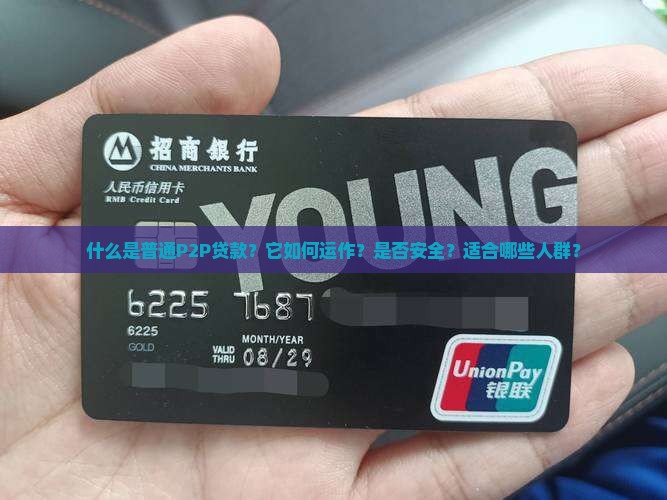 招商银行
CHINA MERCHANTS BANK
人民币信用卡
RMB Credit Card
YOUNG
什么是普通P2P贷款？它如何运作？是否安全？适合哪些人群？
6225 7687
6225
GOLD
VALID THRU
MONTH/YEAR
08/29
UnionPay
银联